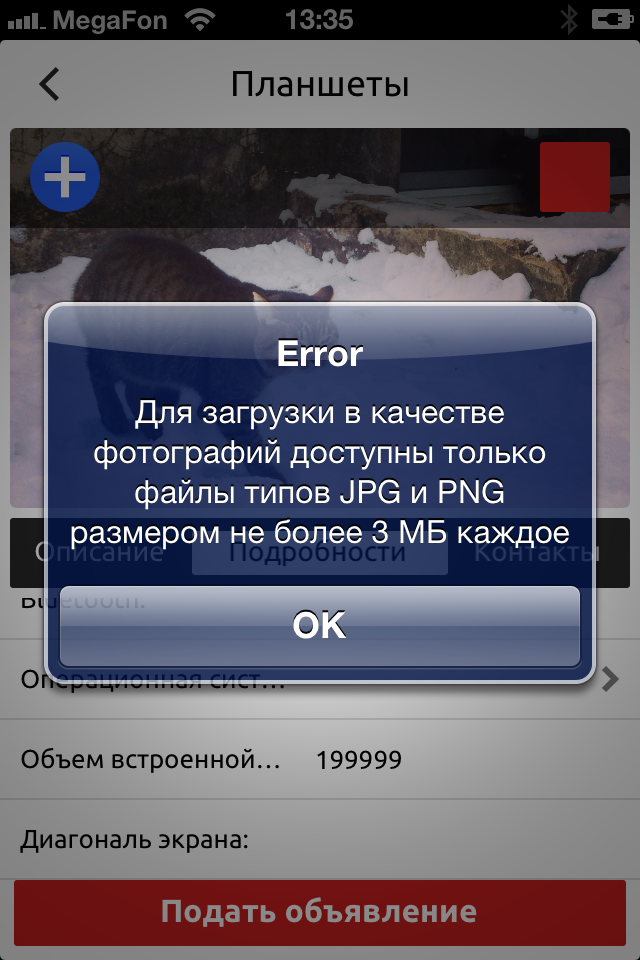 MegaFon 13:35
Планшеты
Error
Для загрузки в качестве
фотографий доступны только
файлы типов JPG и PNG
размером не более 3 МБ каждое
Описание Подробности Контакты
Bluetooth:
OK
Операционная сист...
Объем встроенной... 199999
Диагональ экрана:
Подать объявление